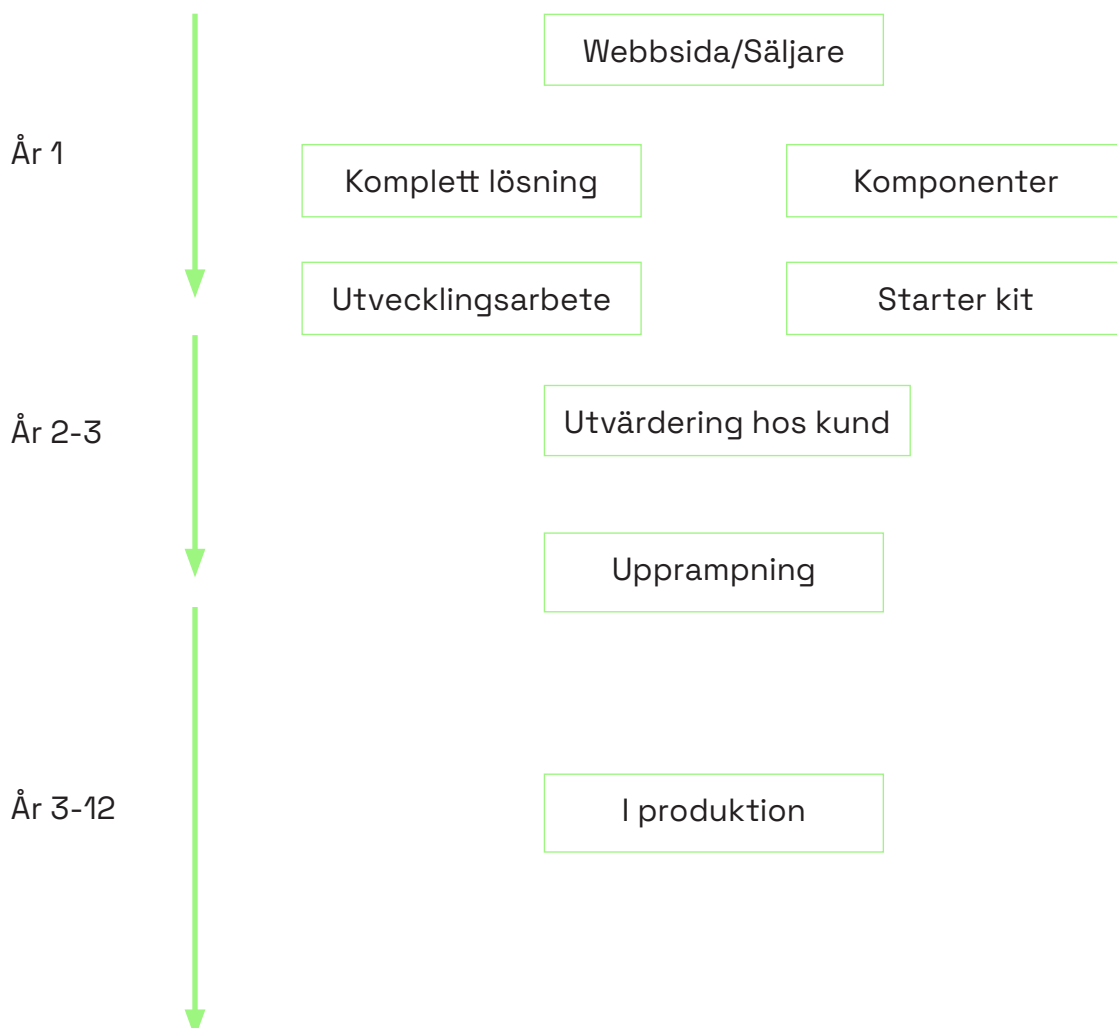 Webbsida/Säljare
År 1
Komplett lösning
Komponenter
Utvecklingsarbete
Starter kit
År 2-3
Utvärdering hos kund
Upprampning
År 3-12
I produktion